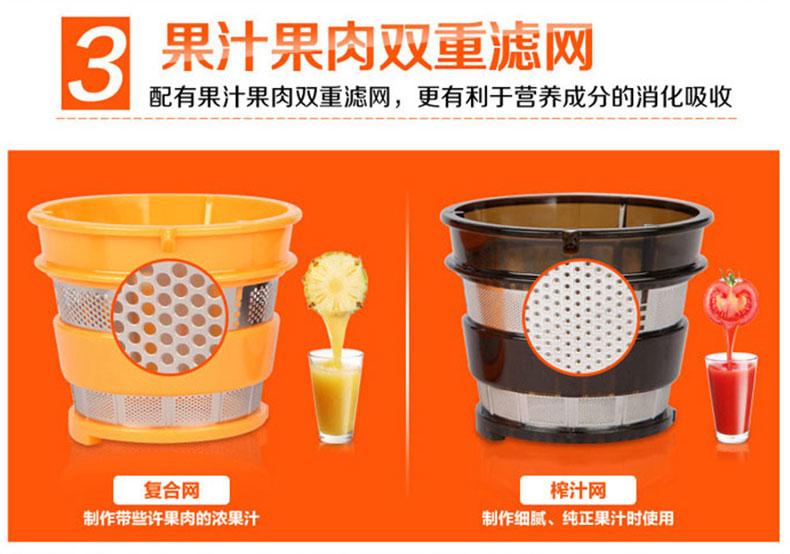 3
果汁果肉双重滤网
配有果汁果肉双重滤网，更有利于营养成分的消化吸收
复合网
制作带些许果肉的浓果汁
榨汁网
制作细腻、纯正果汁时使用